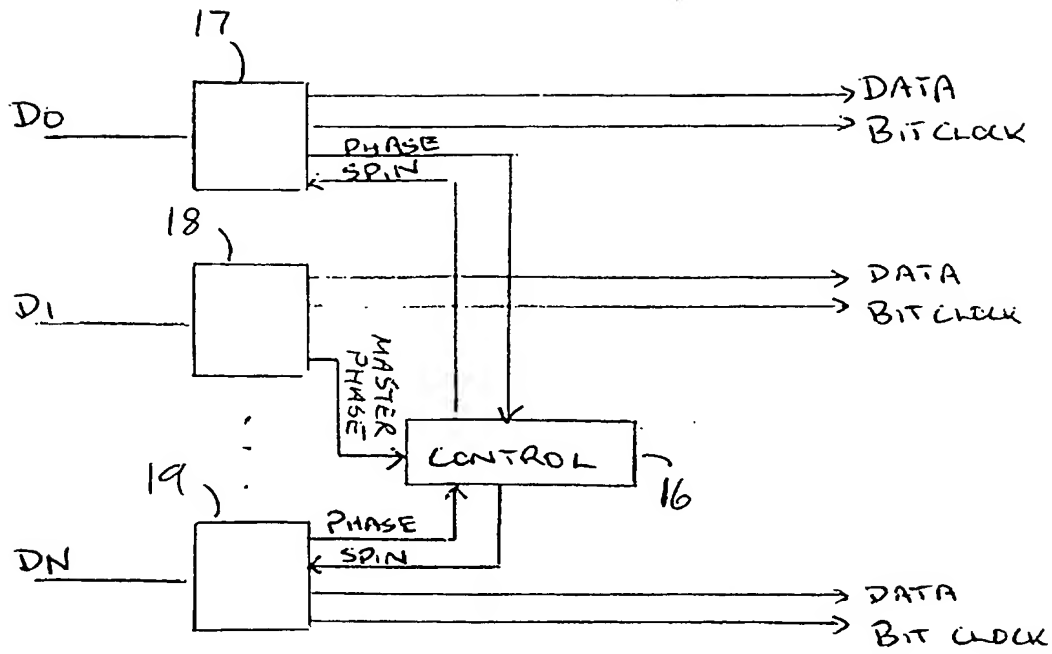 17
DATA
D0
BIT CLOCK
PHASE
SPIN
18
DATA
D1
BIT CLOCK
MASTER
PHASE
CONTROL
16
19
PHASE
SPIN
DN
DATA
BIT CLOCK